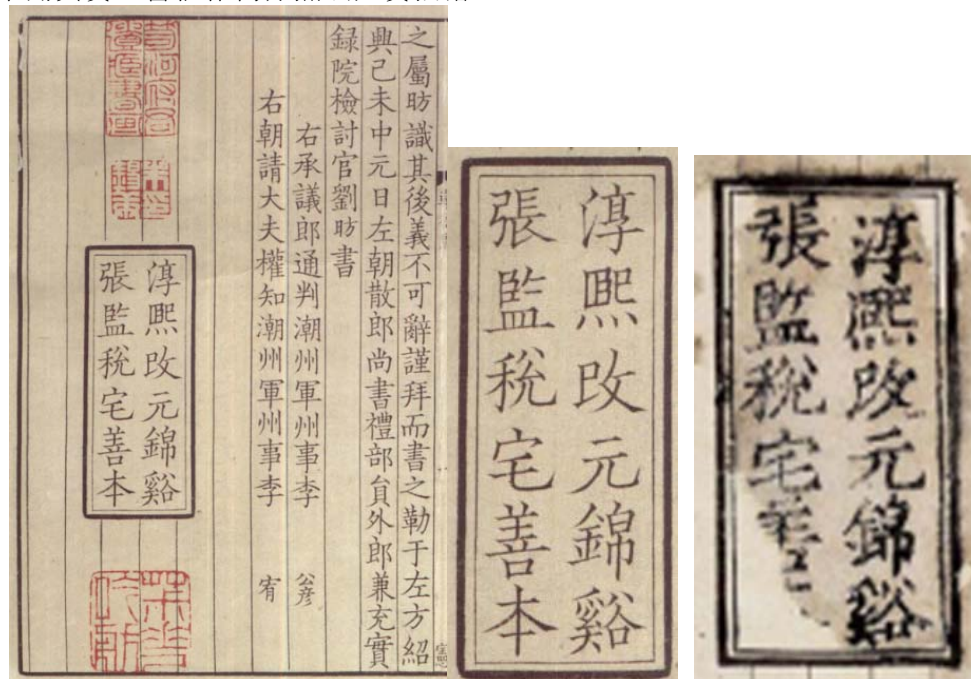 之屬昉識其後義不可辭謹拜而書之勒于左方紹
興己未中元日左朝散郎尚書禮部貟外郎兼充實
録院檢討官劉昉書
右承議郎通判潮州軍州事李 公彦
右朝請大夫權知潮州軍州事李 宥
淳熙改元錦谿
張監稅宅善本
淳熙改元錦谿
張監稅宅善本
淳熙改元錦谿
張監稅宅善